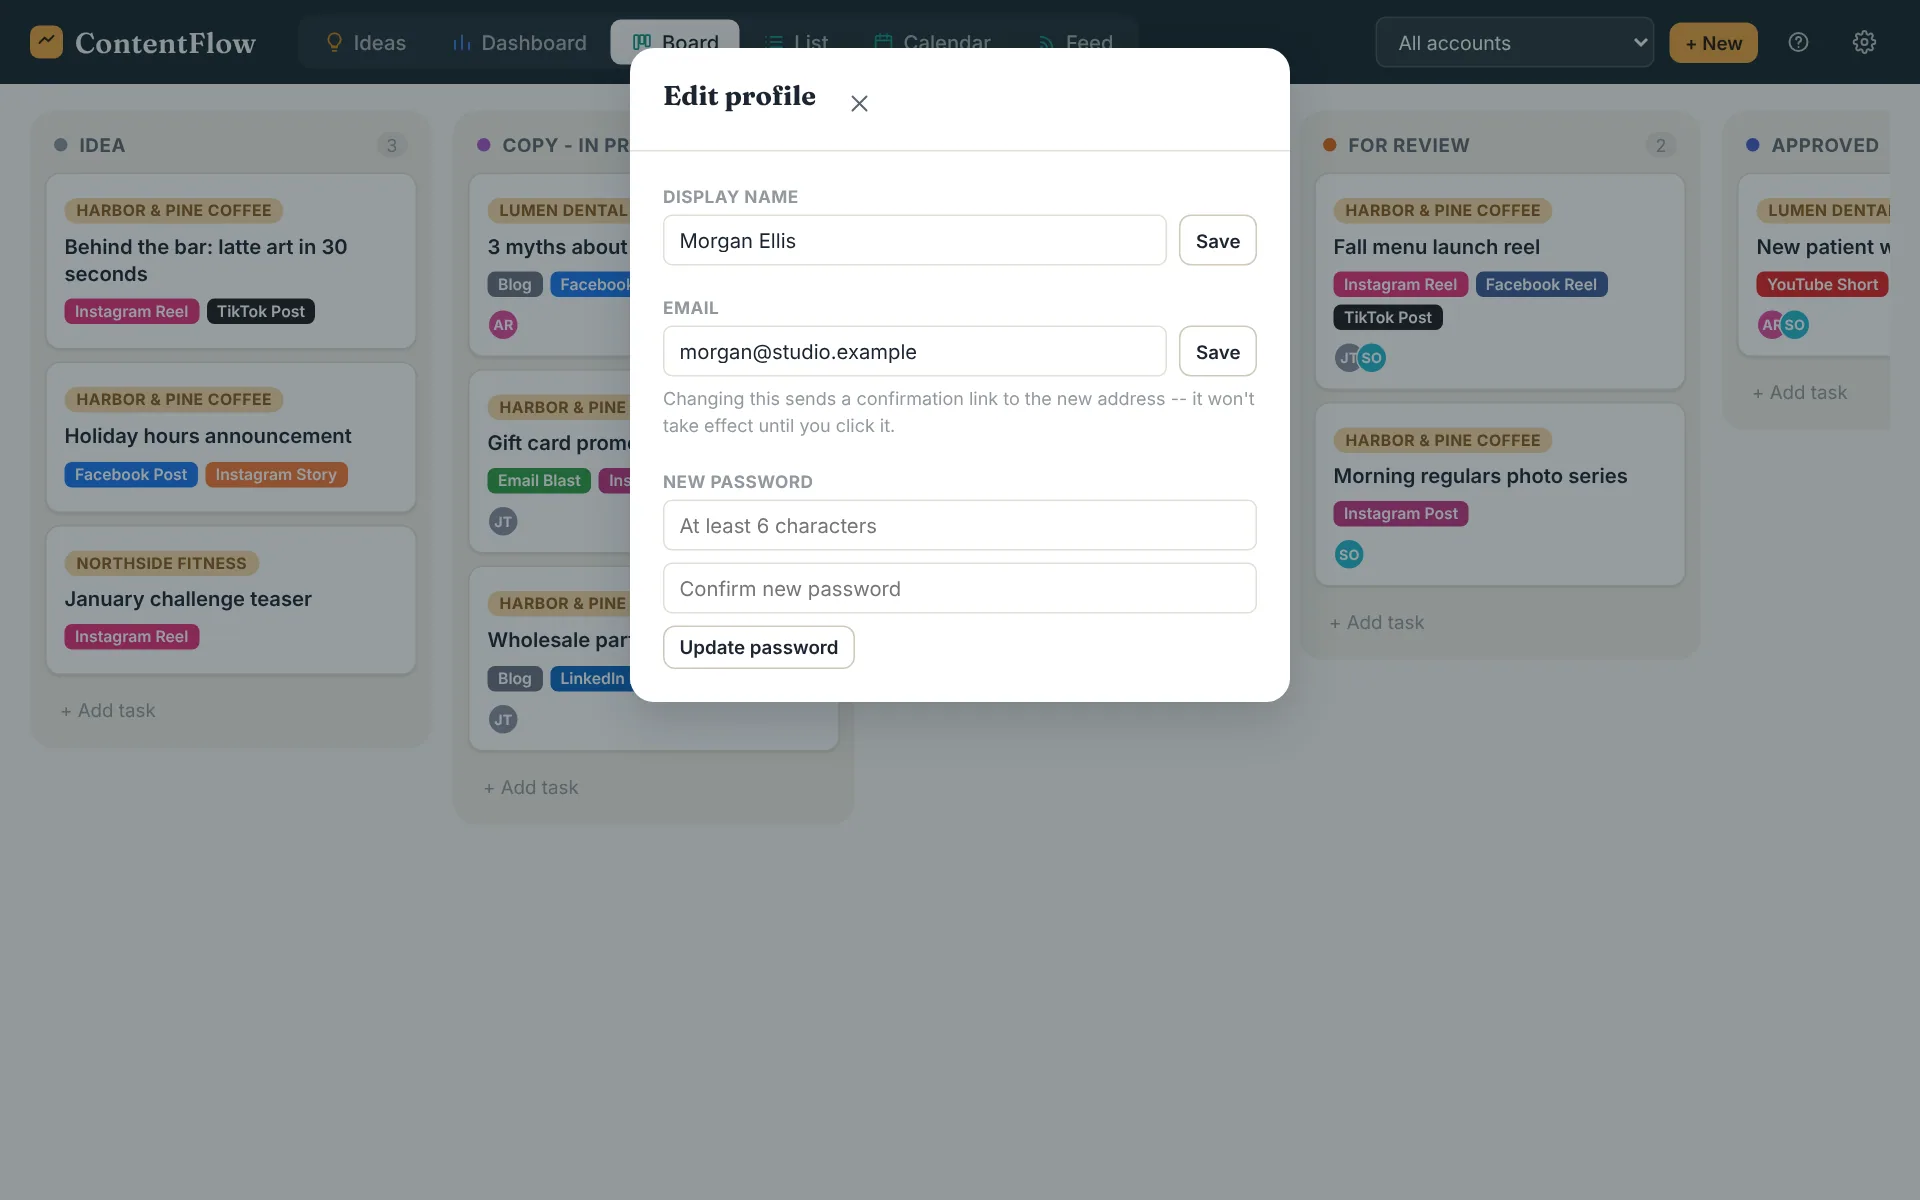 ContentFlow
Ideas
Dashboard
Board
List
Calendar
Feed
All accounts
+ New
IDEA
3
HARBOR & PINE COFFEE
Behind the bar: latte art in 30
seconds
Instagram Reel
TikTok Post
HARBOR & PINE COFFEE
Holiday hours announcement
Facebook Post
Instagram Story
NORTHSIDE FITNESS
January challenge teaser
Instagram Reel
+ Add task
COPY - IN PR
LUMEN DENTAL
3 myths about
Blog
Facebook
AR
HARBOR & PINE
Gift card promo
Email Blast
Ins
JT
HARBOR & PINE
Wholesale par
Blog
LinkedIn
JT
+ Add task
Edit profile
DISPLAY NAME
Morgan Ellis
Save
EMAIL
morgan@studio.example
Save
Changing this sends a confirmation link to the new address -- it won't
take effect until you click it.
NEW PASSWORD
At least 6 characters
Confirm new password
Update password
FOR REVIEW
2
HARBOR & PINE COFFEE
Fall menu launch reel
Instagram Reel
Facebook Reel
TikTok Post
JT
SO
HARBOR & PINE COFFEE
Morning regulars photo series
Instagram Post
SO
+ Add task
APPROVED
LUMEN DENTAL
New patient w
YouTube Short
AR
SO
+ Add task